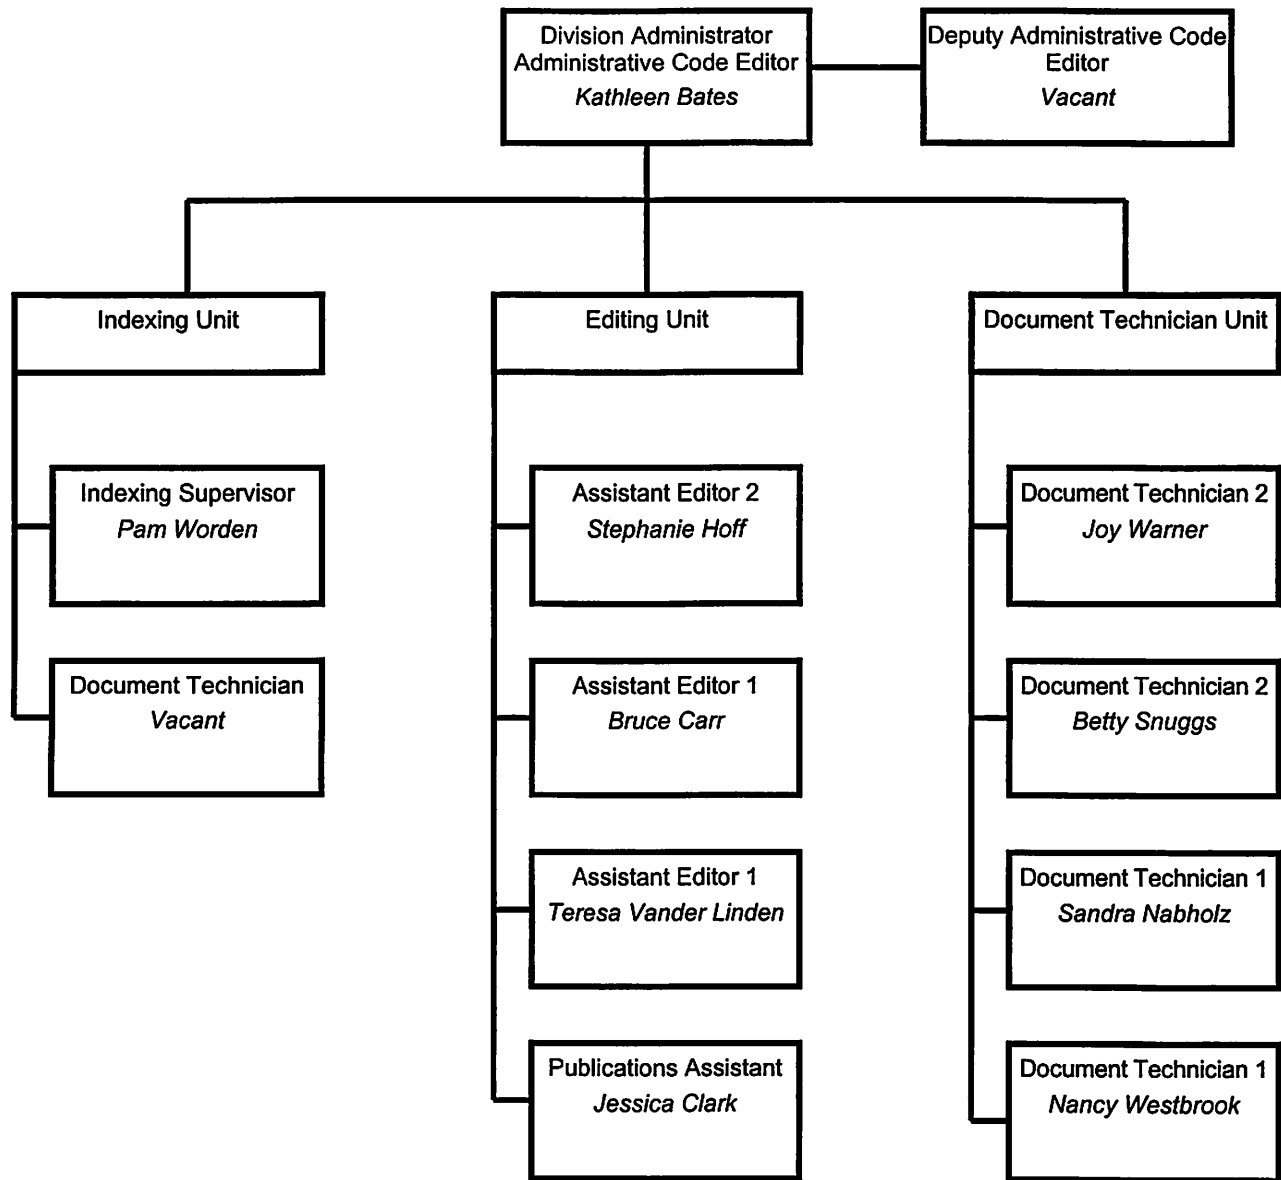 Division Administrator
Administrative Code Editor
Kathleen Bates
Deputy Administrative Code
Editor
Vacant
Indexing Unit
Editing Unit
Document Technician Unit
Indexing Supervisor
Pam Worden
Assistant Editor 2
Stephanie Hoff
Document Technician 2
Joy Warner
Document Technician
Vacant
Assistant Editor 1
Bruce Carr
Document Technician 2
Betty Snuggs
Assistant Editor 1
Teresa Vander Linden
Document Technician 1
Sandra Nabholz
Publications Assistant
Jessica Clark
Document Technician 1
Nancy Westbrook